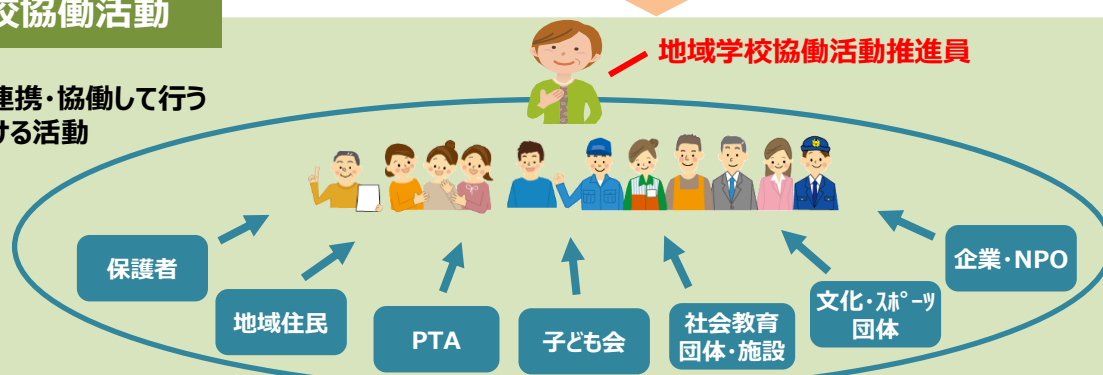 校協働活動
地域学校協働活動推進員
連携・協働して行う
ける活動
保護者
地域住民
PTA
子ども会
社会教育
団体・施設
文化・ｽﾎﾟｰﾂ
団体
企業・NPO